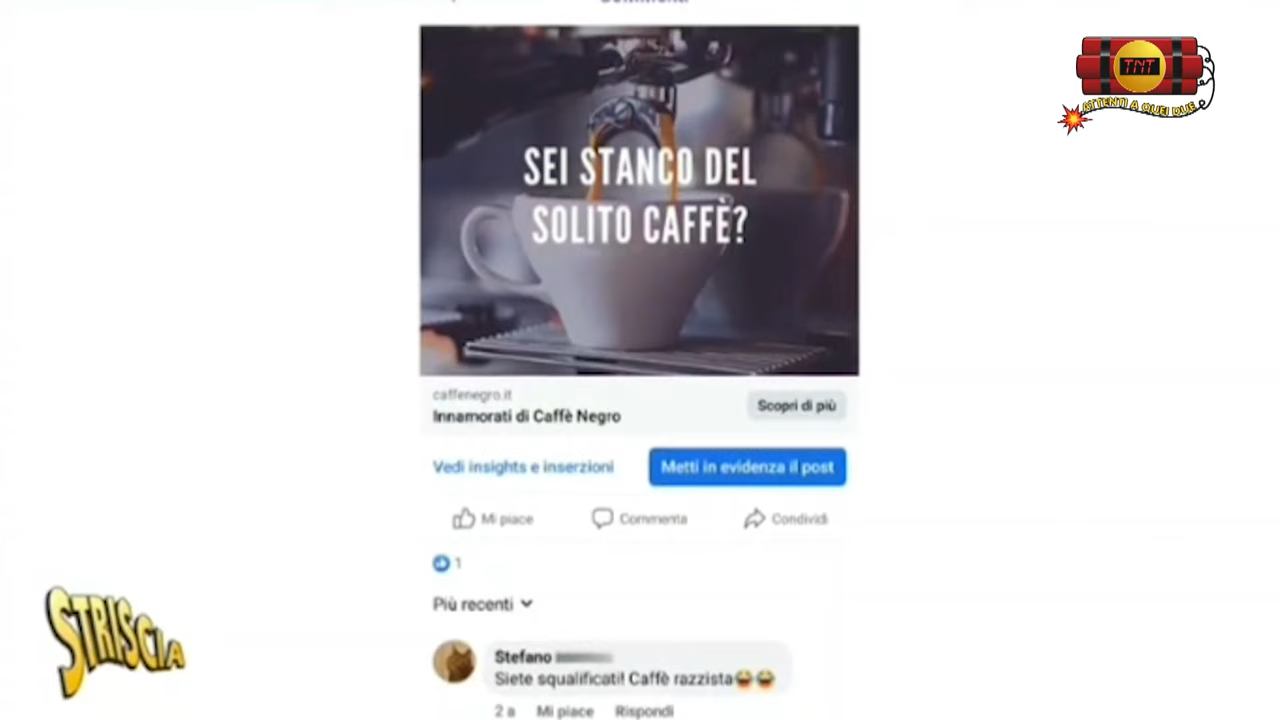 TNT
ATTENTI A QUEI DUE
SEI STANCO DEL
SOLITO CAFFÈ?
caffenegro.it
Innamorati di Caffè Negro
Scopri di più
Vedi insights e inserzioni
Metti in evidenza il post
Mi piace
Commenta
Condividi
1
Più recenti
Stefano
Siete squalificati! Caffè razzista😂😂
2 a
Mi piace
Rispondi
STRISCIA